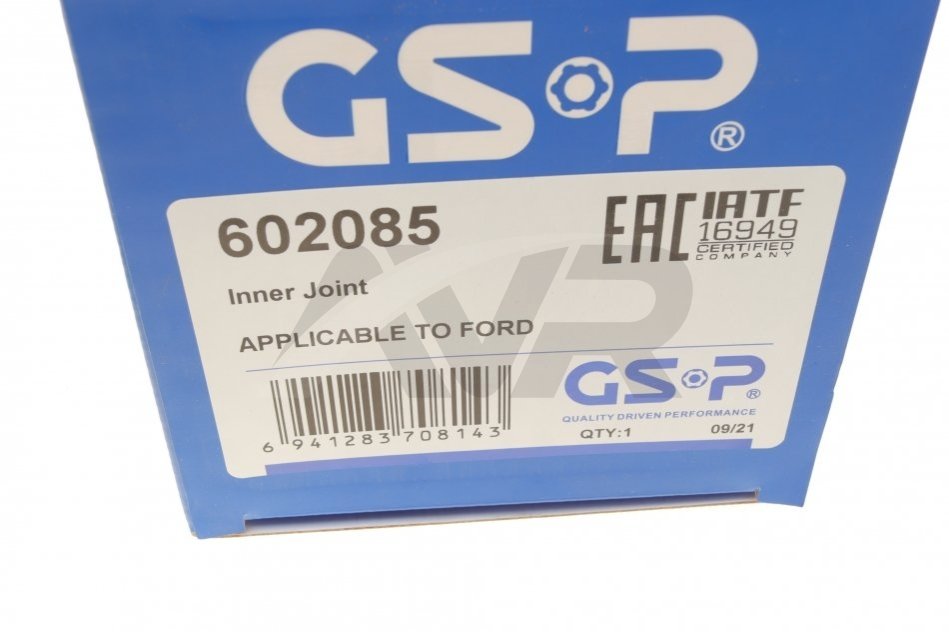 GSP®
602085
EAC
IATF
16949
CERTIFIED
COMPANY
Inner Joint
APPLICABLE TO FORD
AVR
GSP®
QUALITY DRIVEN PERFORMANCE
6 941283 708143
QTY:1
09/21